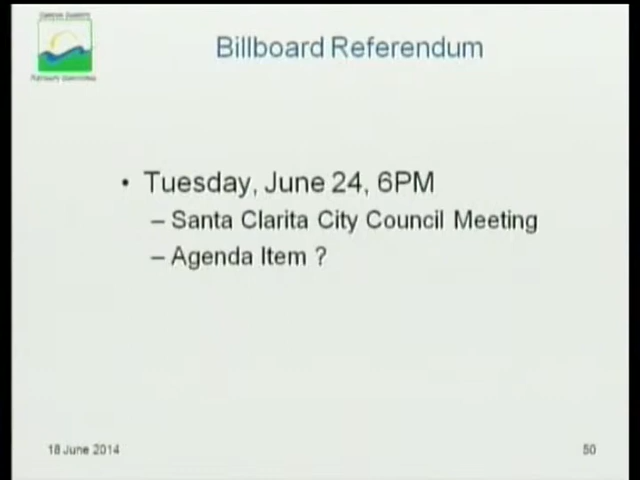 Billboard Referendum
• Tuesday, June 24, 6PM
– Santa Clarita City Council Meeting
– Agenda Item ?
18 June 2014
50